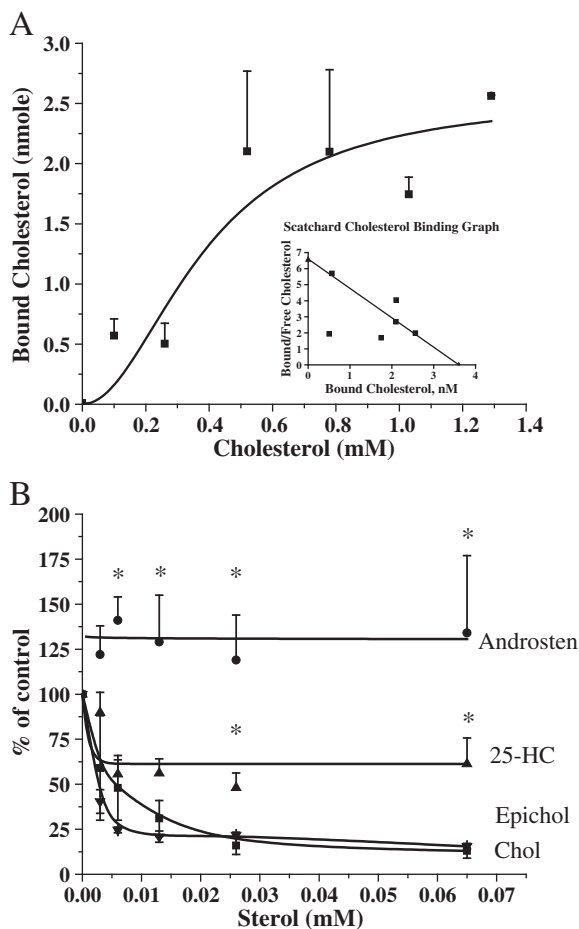 A
3.0
2.5
2.0
1.5
1.0
0.5
0.0
Bound Cholesterol (nmole)
0.0 0.2 0.4 0.6 0.8 1.0 1.2 1.4
Cholesterol (mM)
Scatchard Cholesterol Binding Graph
7
6
5
4
3
2
1
0
Bound/Free Cholesterol
0 1 2 3 4
Bound Cholesterol, nM
B
200
175
150
125
100
75
50
25
0
% of control
* * * *
Androsten
* *
25-HC
Epichol
Chol
0.00 0.01 0.02 0.03 0.04 0.05 0.06 0.07
Sterol (mM)